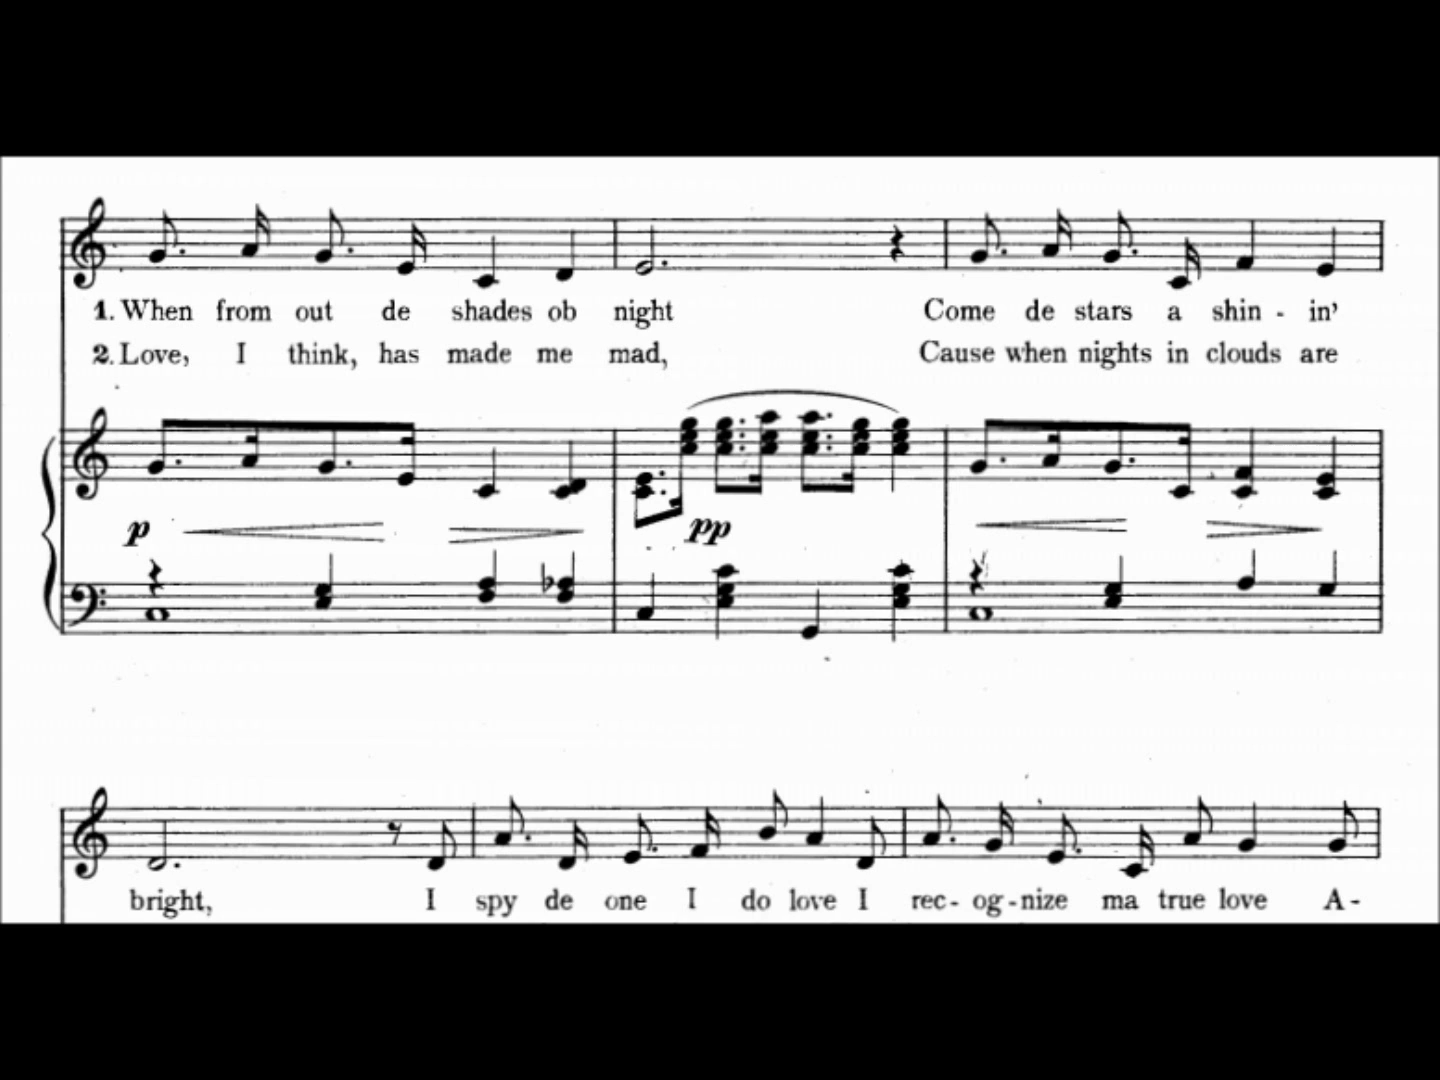 1. When from out de shades ob night Come de stars a shin - in'
2. Love, I think, has made me mad, Cause when nights in clouds are
p pp
bright, I spy de one I do love I rec - og - nize ma true love A -